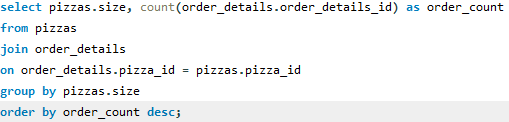 select pizzas.size, count(order_details.order_details_id) as order_count
from pizzas
join order_details
on order_details.pizza_id = pizzas.pizza_id
group by pizzas.size
order by order_count desc;